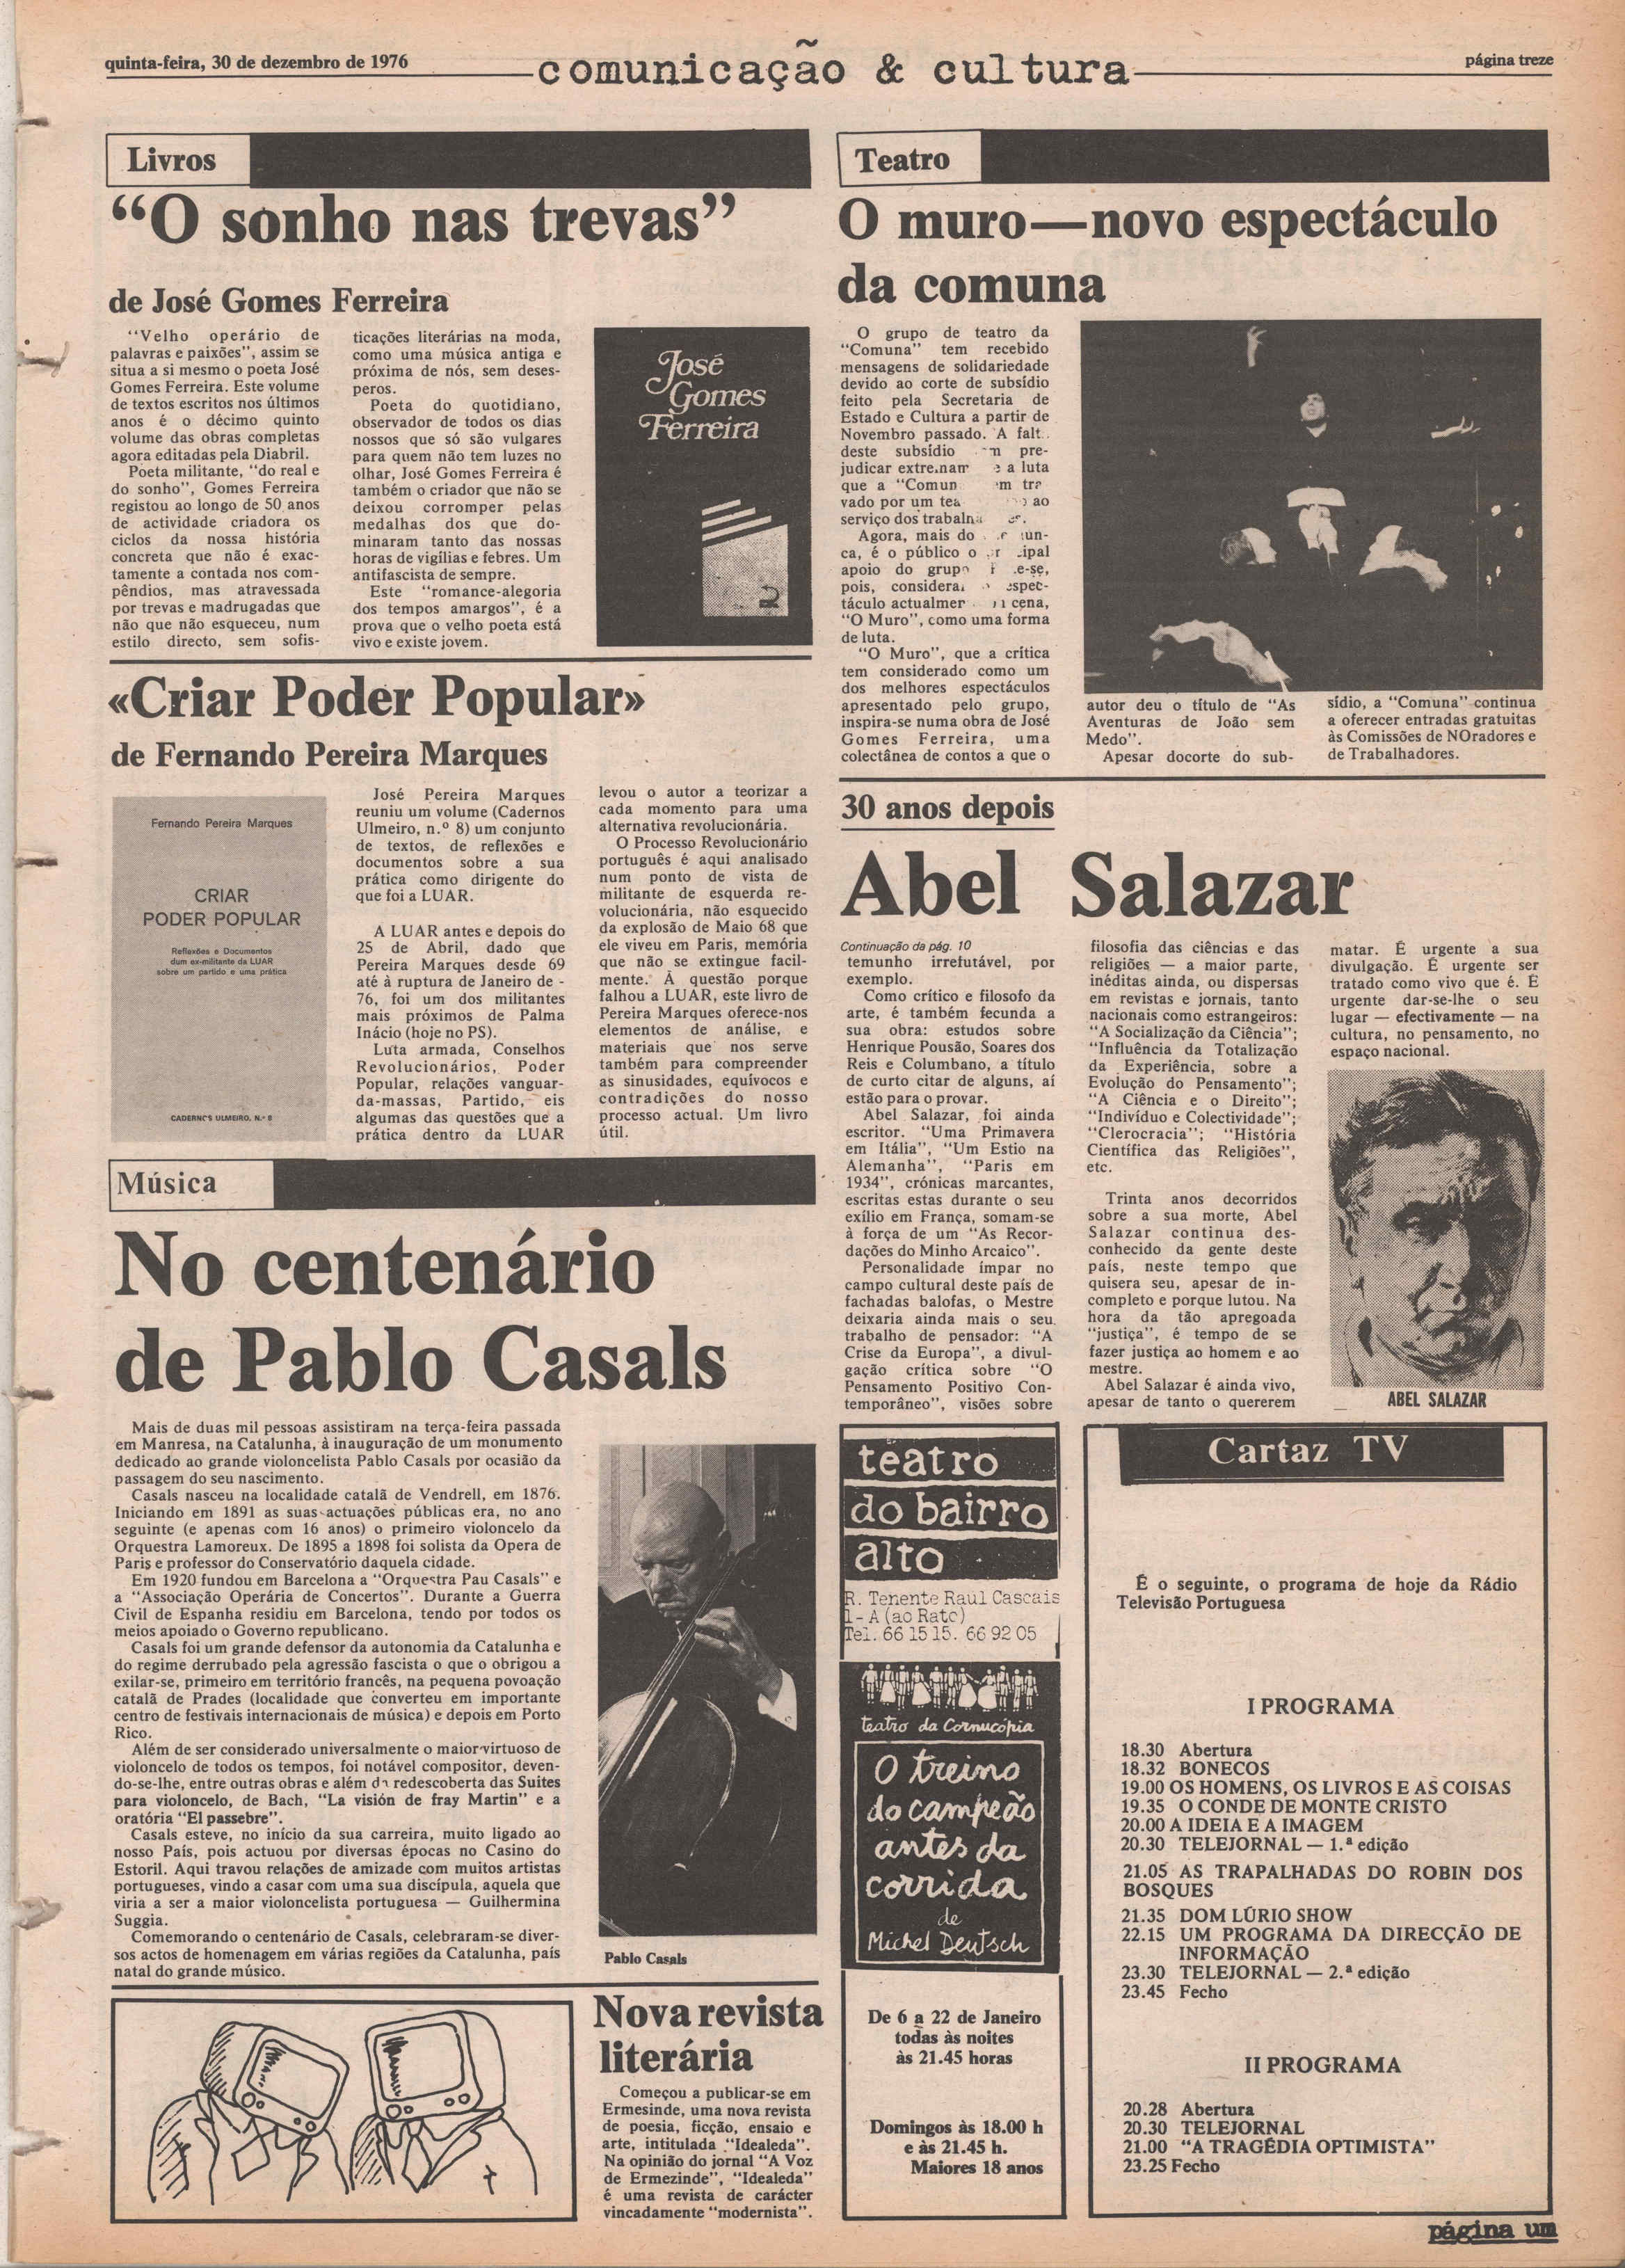 quinta-feira, 30 de dezembro de 1976
comunicação & cultura
página treze
Livros
“O sonho nas trevas”
de José Gomes Ferreira
“Velho operário de
palavras e paixões”, assim se
situa a si mesmo o poeta José
Gomes Ferreira. Este volume
de textos escritos nos últimos
anos é o décimo quinto
volume das obras completas
agora editadas pela Diabril.
Poeta militante, “do real e
do sonho”, Gomes Ferreira
registou ao longo de 50 anos
de actividade criadora os
ciclos da nossa história
concreta que não é exac-
tamente a contada nos com-
pêndios, mas atravessada
por trevas e madrugadas que
não que não esqueceu, num
estilo directo, sem sofis-
ticações literárias na moda,
como uma música antiga e
próxima de nós, sem deses-
peros.
Poeta do quotidiano,
observador de todos os dias
nossos que só são vulgares
para quem não tem luzes no
olhar, José Gomes Ferreira é
também o criador que não se
deixou corromper pelas
medalhas dos que do-
minaram tanto das nossas
horas de vigílias e febres. Um
antifascista de sempre.
Este “romance-alegoria
dos tempos amargos”, é a
prova que o velho poeta está
vivo e existe jovem.
José
Gomes
Ferreira
«Criar Poder Popular»
de Fernando Pereira Marques
Fernando Pereira Marques
CRIAR
PODER POPULAR
Reflexões e Documentos
dum ex-militante da LUAR
sobre um partido e uma prática
CADERNOS ULMEIRO, N.º 8
José Pereira Marques
reuniu um volume (Cadernos
Ulmeiro, n.º 8) um conjunto
de textos, de reflexões e
documentos sobre a sua
prática como dirigente do
que foi a LUAR.
A LUAR antes e depois do
25 de Abril, dado que
Pereira Marques desde 69
até à ruptura de Janeiro de -
76, foi um dos militantes
mais próximos de Palma
Inácio (hoje no PS).
Luta armada, Conselhos
Revolucionários, Poder
Popular, relações vanguar-
da-massas, Partido, eis
algumas das questões que a
prática dentro da LUAR
levou o autor a teorizar a
cada momento para uma
alternativa revolucionária.
O Processo Revolucionário
português é aqui analisado
num ponto de vista de
militante de esquerda re-
volucionária, não esquecido
da explosão de Maio 68 que
ele viveu em Paris, memória
que não se extingue facil-
mente. À questão porque
falhou a LUAR, este livro de
Pereira Marques oferece-nos
elementos de análise, e
materiais que nos serve
também para compreender
as sinusidades, equívocos e
contradições do nosso
processo actual. Um livro
útil.
Música
No centenário
de Pablo Casals
Mais de duas mil pessoas assistiram na terça-feira passada
em Manresa, na Catalunha, à inauguração de um monumento
dedicado ao grande violoncelista Pablo Casals por ocasião da
passagem do seu nascimento.
Casals nasceu na localidade catalã de Vendrell, em 1876.
Iniciando em 1891 as suas actuações públicas era, no ano
seguinte (e apenas com 16 anos) o primeiro violoncelo da
Orquestra Lamoreux. De 1895 a 1898 foi solista da Opera de
Paris e professor do Conservatório daquela cidade.
Em 1920 fundou em Barcelona a “Orquestra Pau Casals” e
a “Associação Operária de Concertos”. Durante a Guerra
Civil de Espanha residiu em Barcelona, tendo por todos os
meios apoiado o Governo republicano.
Casals foi um grande defensor da autonomia da Catalunha e
do regime derrubado pela agressão fascista o que o obrigou a
exilar-se, primeiro em território francês, na pequena povoação
catalã de Prades (localidade que converteu em importante
centro de festivais internacionais de música) e depois em Porto
Rico.
Além de ser considerado universalmente o maior virtuoso de
violoncelo de todos os tempos, foi notável compositor, deven-
do-se-lhe, entre outras obras e além da redescoberta das Suites
para violoncelo, de Bach, “La visión de fray Martin” e a
oratória “El passebre”.
Casals esteve, no início da sua carreira, muito ligado ao
nosso País, pois actuou por diversas épocas no Casino do
Estoril. Aqui travou relações de amizade com muitos artistas
portugueses, vindo a casar com uma sua discípula, aquela que
viria a ser a maior violoncelista portuguesa — Guilhermina
Suggia.
Comemorando o centenário de Casals, celebraram-se diver-
sos actos de homenagem em várias regiões da Catalunha, país
natal do grande músico.
Pablo Casals
Nova revista
literária
Começou a publicar-se em
Ermesinde, uma nova revista
de poesia, ficção, ensaio e
arte, intitulada “Idealeda”.
Na opinião do jornal “A Voz
de Ermezinde”, “Idealeda”
é uma revista de carácter
vincadamente “modernista”.
Teatro
O muro—novo espectáculo
da comuna
O grupo de teatro da
“Comuna” tem recebido
mensagens de solidariedade
devido ao corte de subsídio
feito pela Secretaria de
Estado e Cultura a partir de
Novembro passado. A
deste subsídio pre-
judicar a luta
que a
vado por um ao
serviço dos
Agora, mais do
ca, é o público o
apoio do grupo
pois,
táculo cena,
“O Muro”, como uma forma
de luta.
“O Muro”, que a crítica
tem considerado como um
dos melhores espectáculos
apresentado pelo grupo,
inspira-se numa obra de José
Gomes Ferreira, uma
colectânea de contos a que o
autor deu o título de “As
Aventuras de João sem
Medo”.
Apesar docorte do sub-
sídio, a “Comuna” continua
a oferecer entradas gratuitas
às Comissões de NOradores e
de Trabalhadores.
30 anos depois
Abel Salazar
Continuação da pág. 10
temunho irrefutável, por
exemplo.
Como crítico e filosofo da
arte, é também fecunda a
sua obra: estudos sobre
Henrique Pousão, Soares dos
Reis e Columbano, a título
de curto citar de alguns, aí
estão para o provar.
Abel Salazar, foi ainda
escritor. “Uma Primavera
em Itália”, “Um Estio na
Alemanha”, “Paris em
1934”, crónicas marcantes,
escritas estas durante o seu
exílio em França, somam-se
à força de um “As Recor-
dações do Minho Arcaico”.
Personalidade ímpar no
campo cultural deste país de
fachadas balofas, o Mestre
deixaria ainda mais o seu
trabalho de pensador: “A
Crise da Europa”, a divul-
gação crítica sobre “O
Pensamento Positivo Con-
temporâneo”, visões sobre
filosofia das ciências e das
religiões — a maior parte,
inéditas ainda, ou dispersas
em revistas e jornais, tanto
nacionais como estrangeiros:
“A Socialização da Ciência”;
“Influência da Totalização
da Experiência, sobre a
Evolução do Pensamento”;
“A Ciência e o Direito”;
“Indivíduo e Colectividade”;
“Clerocracia”; “História
Científica das Religiões”,
etc.
Trinta anos decorridos
sobre a sua morte, Abel
Salazar continua des-
conhecido da gente deste
país, neste tempo que
quisera seu, apesar de in-
completo e porque lutou. Na
hora da tão apregoada
“justiça”, é tempo de se
fazer justiça ao homem e ao
mestre.
Abel Salazar é ainda vivo,
apesar de tanto o quererem
matar. É urgente a sua
divulgação. É urgente ser
tratado como vivo que é. É
urgente dar-se-lhe o seu
lugar — efectivamente — na
cultura, no pensamento, no
espaço nacional.
ABEL SALAZAR
teatro
do bairro
alto
R. Tenente Raul Cascais
1-A (ao Rato)
Tel. 66 15 15. 66 92 05
teatro da Cornucópia
O treino
do campeão
antes da
corrida
de
Michel Deutsch
De 6 a 22 de Janeiro
todas às noites
às 21.45 horas
Domingos às 18.00 h
e às 21.45 h.
Maiores 18 anos
Cartaz TV
É o seguinte, o programa de hoje da Rádio
Televisão Portuguesa
I PROGRAMA
18.30 Abertura
18.32 BONECOS
19.00 OS HOMENS, OS LIVROS E AS COISAS
19.35 O CONDE DE MONTE CRISTO
20.00 A IDEIA E A IMAGEM
20.30 TELEJORNAL — 1.ª edição
21.05 AS TRAPALHADAS DO ROBIN DOS
BOSQUES
21.35 DOM LÚRIO SHOW
22.15 UM PROGRAMA DA DIRECÇÃO DE
INFORMAÇÃO
23.30 TELEJORNAL — 2.ª edição
23.45 Fecho
II PROGRAMA
20.28 Abertura
20.30 TELEJORNAL
21.00 “A TRAGÉDIA OPTIMISTA”
23.25 Fecho
página um